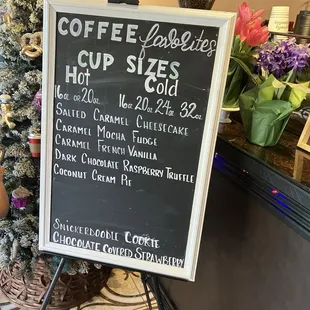 COFFEE favorites
CUP SIZES
Hot Cold
16oz or 20oz 16oz 20oz 24oz 32oz
SALTED CARAMEL CHEESECAKE
CARAMEL MOCHA FUDGE
CARAMEL FRENCH VANILLA
DARK CHOCOLATE RASPBERRY TRUFFLE
COCONUT CREAM PIE
SNICKERDOODLE COOKIE
CHOCOLATE COVERED STRAWBERRY